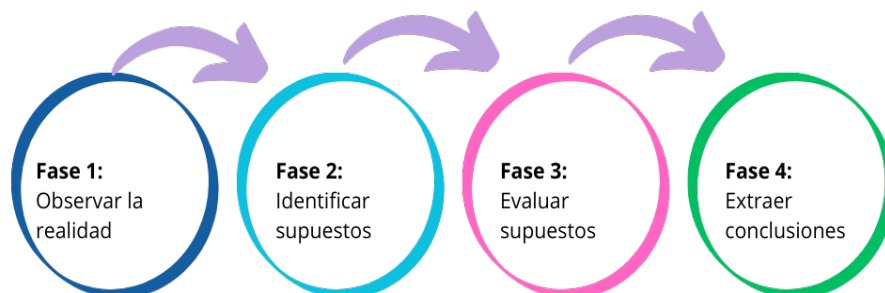 Fase 1:
Observar la
realidad
Fase 2:
Identificar
supuestos
Fase 3:
Evaluar
supuestos
Fase 4:
Extraer
conclusiones